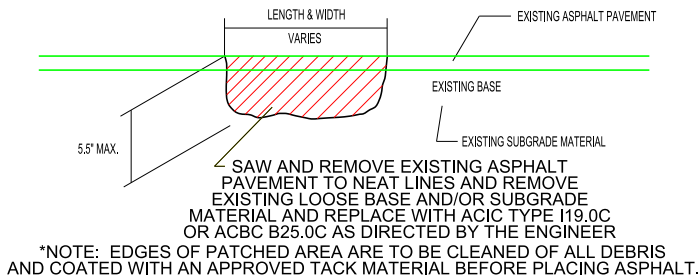 LENGTH & WIDTH
VARIES
EXISTING ASPHALT PAVEMENT
EXISTING BASE
EXISTING SUBGRADE MATERIAL
5.5" MAX.
SAW AND REMOVE EXISTING ASPHALT
PAVEMENT TO NEAT LINES AND REMOVE
EXISTING LOOSE BASE AND/OR SUBGRADE
MATERIAL AND REPLACE WITH ACIC TYPE I19.0C
OR ACBC B25.0C AS DIRECTED BY THE ENGINEER
*NOTE: EDGES OF PATCHED AREA ARE TO BE CLEANED OF ALL DEBRIS
AND COATED WITH AN APPROVED TACK MATERIAL BEFORE PLACING ASPHALT.